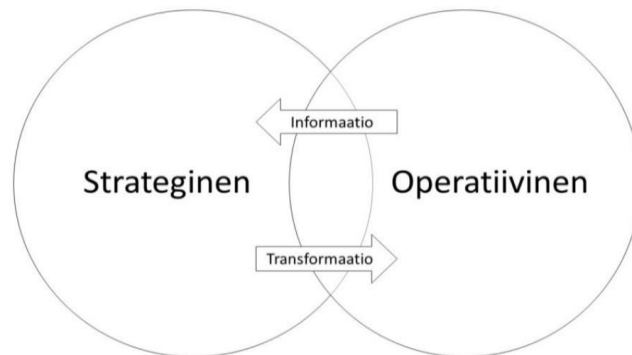 Informaatio
Strateginen
Operatiivinen
Transformaatio